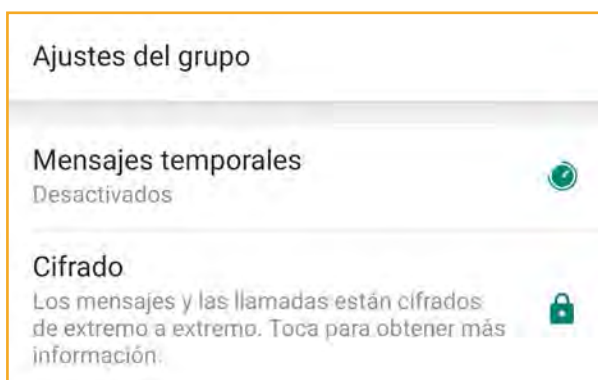 Ajustes del grupo
Mensajes temporales
Desactivados
Cifrado
Los mensajes y las llamadas están cifrados
de extremo a extremo. Toca para obtener más
información.